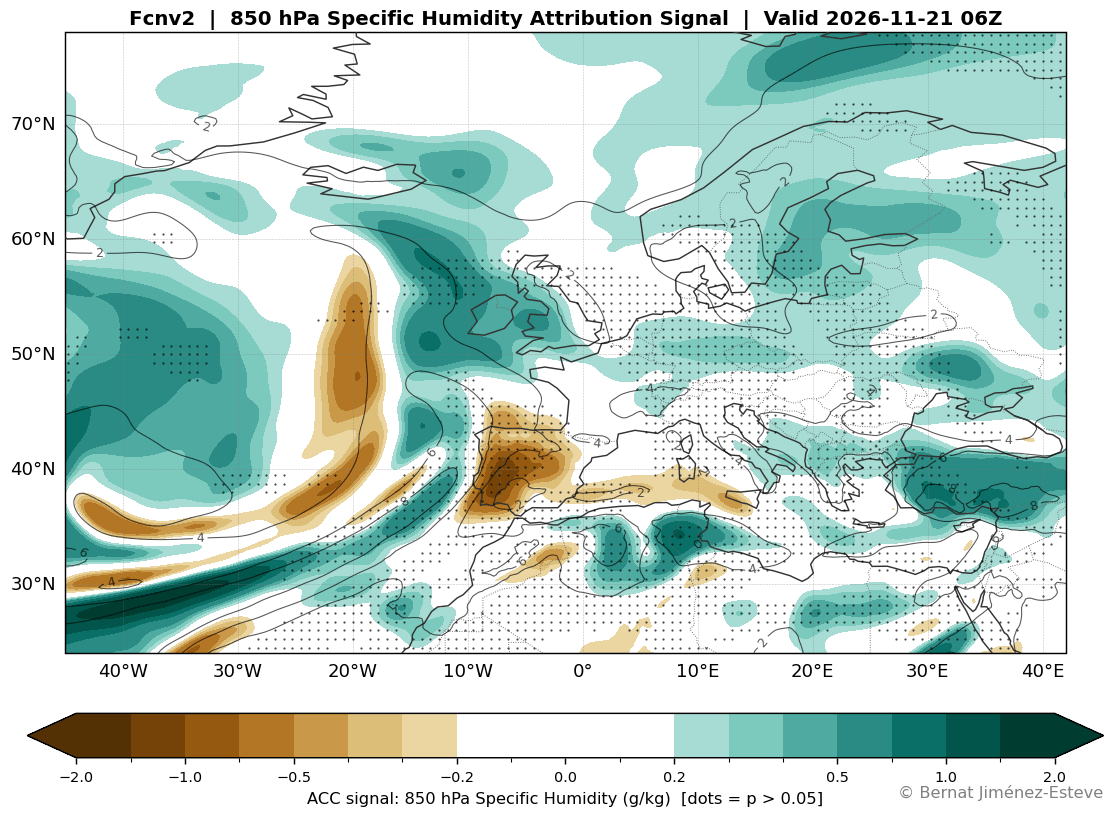 Fcnv2 | 850 hPa Specific Humidity Attribution Signal | Valid 2026-11-21 06Z
70°N
60°N
50°N
40°N
30°N
40°W 30°W 20°W 10°W 0° 10°E 20°E 30°E 40°E
−2.0 −1.0 −0.5 −0.2 0.0 0.2 0.5 1.0 2.0
ACC signal: 850 hPa Specific Humidity (g/kg) [dots = p > 0.05]
© Bernat Jiménez-Esteve